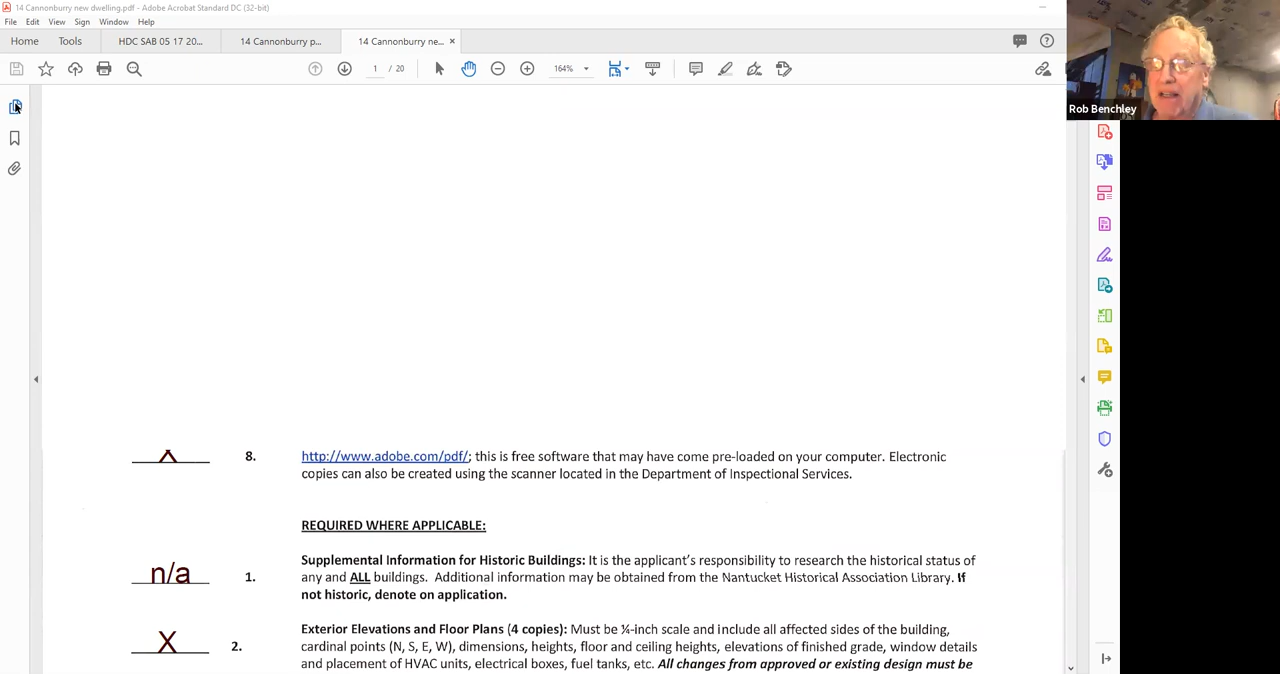 14 Cannonburry new dwelling.pdf - Adobe Acrobat Standard DC (32-bit)
File Edit View Sign Window Help
Home Tools HDC SAB 05 17 20... 14 Cannonburry p... 14 Cannonburry ne... ×
1 / 20 164%
Rob Benchley
8. http://www.adobe.com/pdf/; this is free software that may have come pre-loaded on your computer. Electronic
copies can also be created using the scanner located in the Department of Inspectional Services.
REQUIRED WHERE APPLICABLE:
n/a 1. Supplemental Information for Historic Buildings: It is the applicant's responsibility to research the historical status of
any and ALL buildings. Additional information may be obtained from the Nantucket Historical Association Library. If
not historic, denote on application.
X 2. Exterior Elevations and Floor Plans (4 copies): Must be ¼-inch scale and include all affected sides of the building,
cardinal points (N, S, E, W), dimensions, heights, floor and ceiling heights, elevations of finished grade, window details
and placement of HVAC units, electrical boxes, fuel tanks, etc. All changes from approved or existing design must be